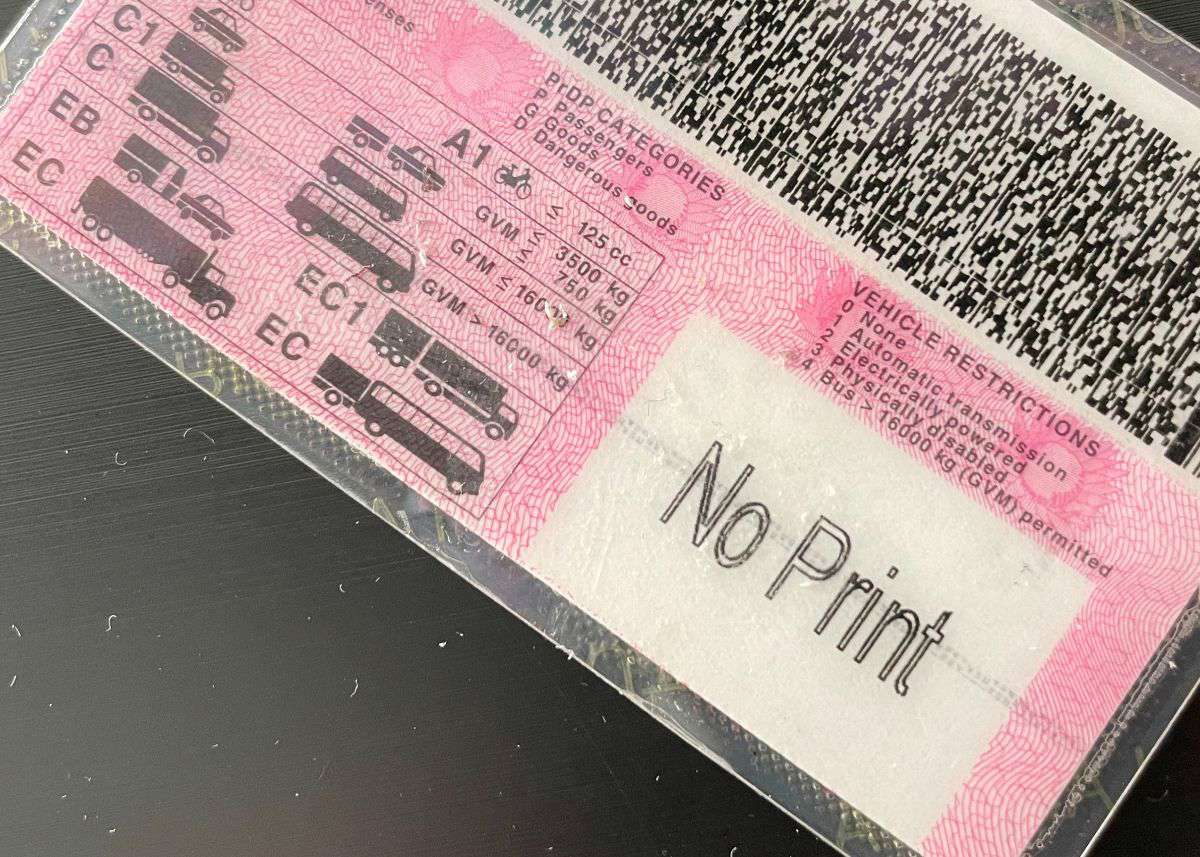 C1
C
EB
EC
A1 ≤ 125 cc
GVM ≤ 3500 kg
GVM ≤ 750 kg
GVM ≤ kg
GVM > 16000 kg
EC1
EC
PrDP CATEGORIES
P Passengers
G Goods
D Dangerous goods
VEHICLE RESTRICTIONS
0 None
1 Automatic transmission
2 Electrically powered
3 Physically disabled
4 Bus > 16000 kg (GVM) permitted
No Print